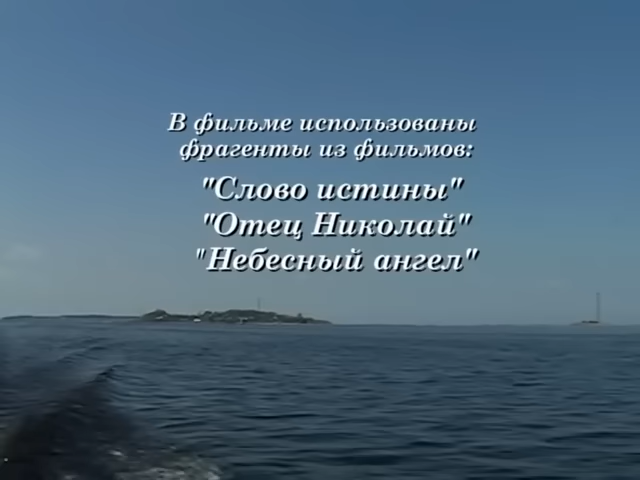 В фильме использованы
фрагенты из фильмов:
"Слово истины"
"Отец Николай"
"Небесный ангел"